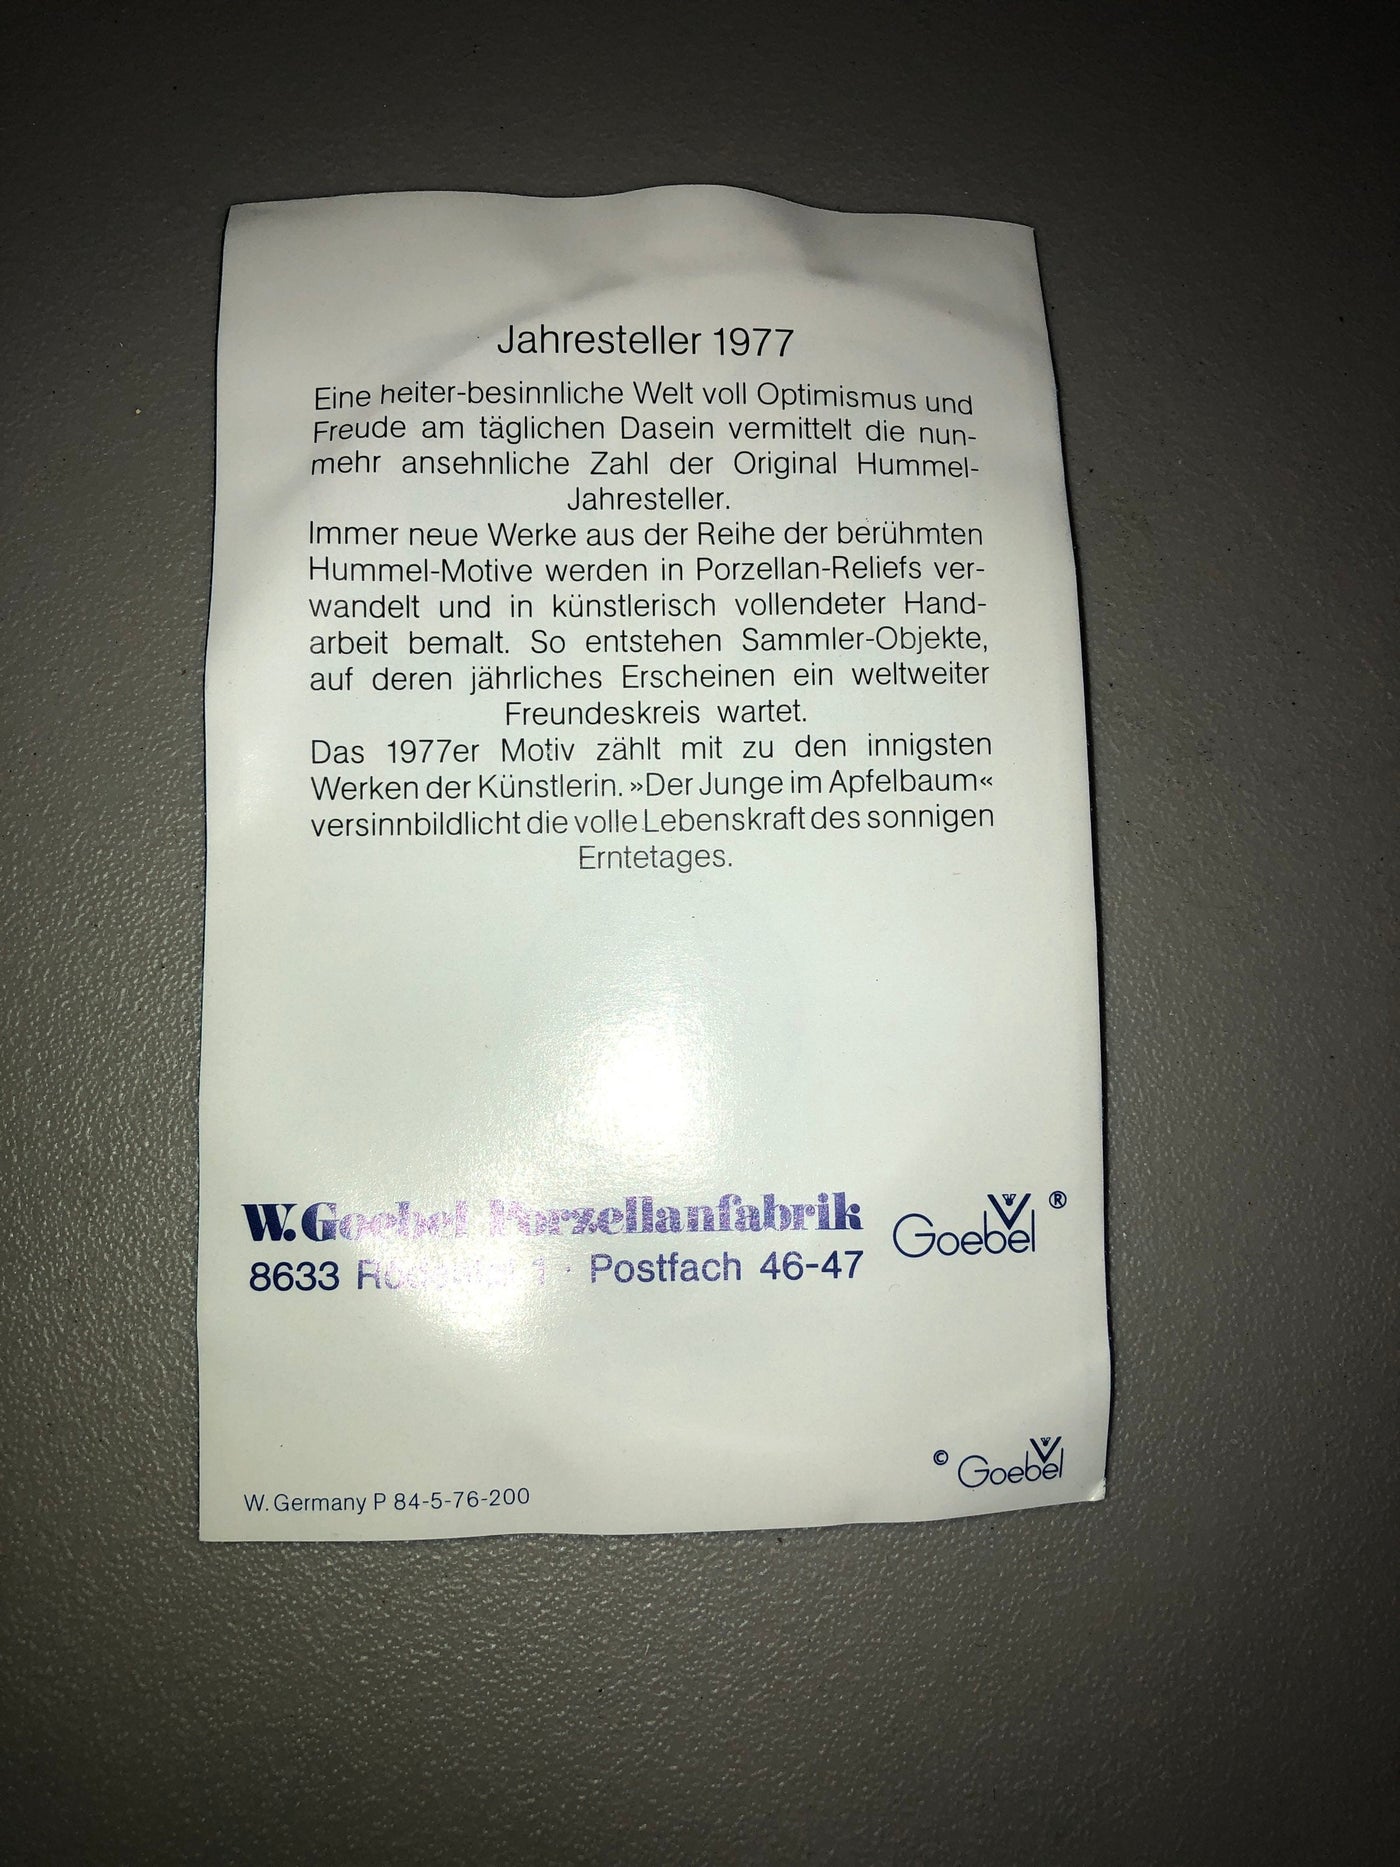 Jahresteller 1977
Eine heiter-besinnliche Welt voll Optimismus und
Freude am täglichen Dasein vermittelt die nun-
mehr ansehnliche Zahl der Original Hummel-
Jahresteller.
Immer neue Werke aus der Reihe der berühmten
Hummel-Motive werden in Porzellan-Reliefs ver-
wandelt und in künstlerisch vollendeter Hand-
arbeit bemalt. So entstehen Sammler-Objekte,
auf deren jährliches Erscheinen ein weltweiter
Freundeskreis wartet.
Das 1977er Motiv zählt mit zu den innigsten
Werken der Künstlerin. »Der Junge im Apfelbaum«
versinnbildlicht die volle Lebenskraft des sonnigen
Erntetages.
W. Goebel Porzellanfabrik Goebel ®
8633 1 · Postfach 46-47
© Goebel
W. Germany P 84-5-76-200